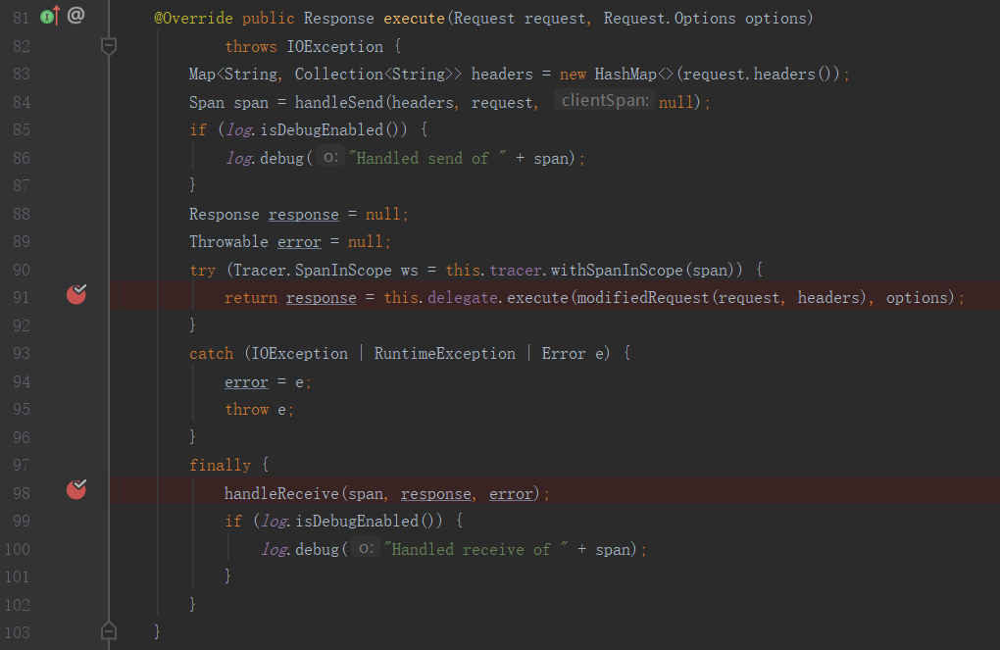 81 @Override public Response execute(Request request, Request.Options options)
82 throws IOException {
83 Map<String, Collection<String>> headers = new HashMap<>(request.headers());
84 Span span = handleSend(headers, request, clientSpan: null);
85 if (log.isDebugEnabled()) {
86 log.debug( o: "Handled send of " + span);
87 }
88 Response response = null;
89 Throwable error = null;
90 try (Tracer.SpanInScope ws = this.tracer.withSpanInScope(span)) {
91 return response = this.delegate.execute(modifiedRequest(request, headers), options);
92 }
93 catch (IOException | RuntimeException | Error e) {
94 error = e;
95 throw e;
96 }
97 finally {
98 handleReceive(span, response, error);
99 if (log.isDebugEnabled()) {
100 log.debug( o: "Handled receive of " + span);
101 }
102 }
103 }